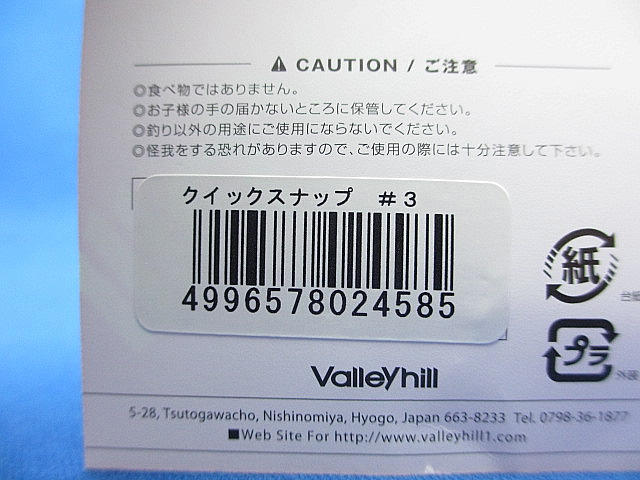 ⚠ CAUTION / ご注意
◎食べ物ではありません。
◎お子様の手の届かないところに保管してください。
◎釣り以外の用途にご使用にならないでください。
◎怪我をする恐れがありますので、ご使用の際には十分注意して下さい。
クイックスナップ #3
4996578024585
紙
台紙
プラ
外装
Valleyhill
5-28, Tsutogawacho, Nishinomiya, Hyogo, Japan 663-8233 Tel. 0798-36-1877
■Web Site For http://www.valleyhill1.com